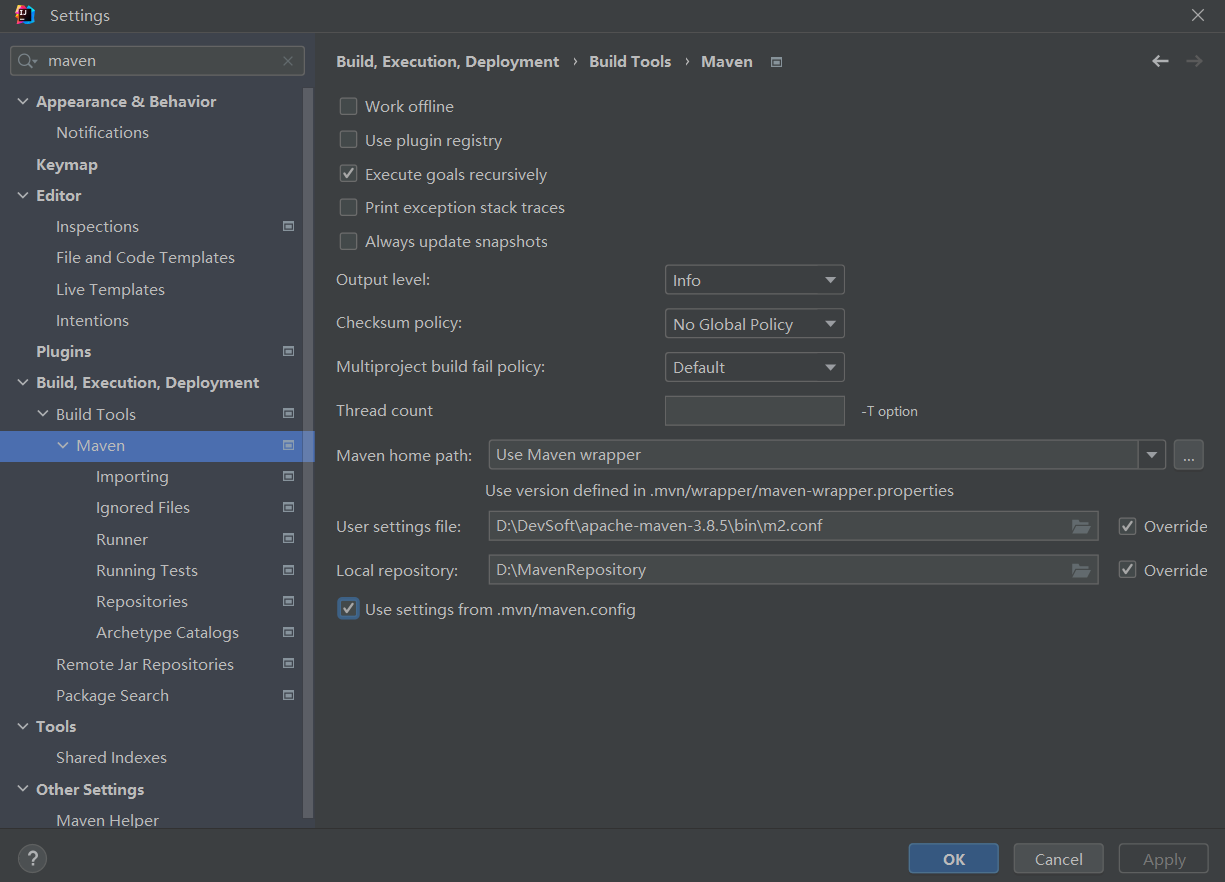 Settings
maven
Build, Execution, Deployment › Build Tools › Maven
Appearance & Behavior
Notifications
Keymap
Editor
Inspections
File and Code Templates
Live Templates
Intentions
Plugins
Build, Execution, Deployment
Build Tools
Maven
Importing
Ignored Files
Runner
Running Tests
Repositories
Archetype Catalogs
Remote Jar Repositories
Package Search
Tools
Shared Indexes
Other Settings
Maven Helper
Work offline
Use plugin registry
Execute goals recursively
Print exception stack traces
Always update snapshots
Output level: Info
Checksum policy: No Global Policy
Multiproject build fail policy: Default
Thread count -T option
Maven home path: Use Maven wrapper ...
Use version defined in .mvn/wrapper/maven-wrapper.properties
User settings file: D:\DevSoft\apache-maven-3.8.5\bin\m2.conf Override
Local repository: D:\MavenRepository Override
Use settings from .mvn/maven.config
? OK Cancel Apply